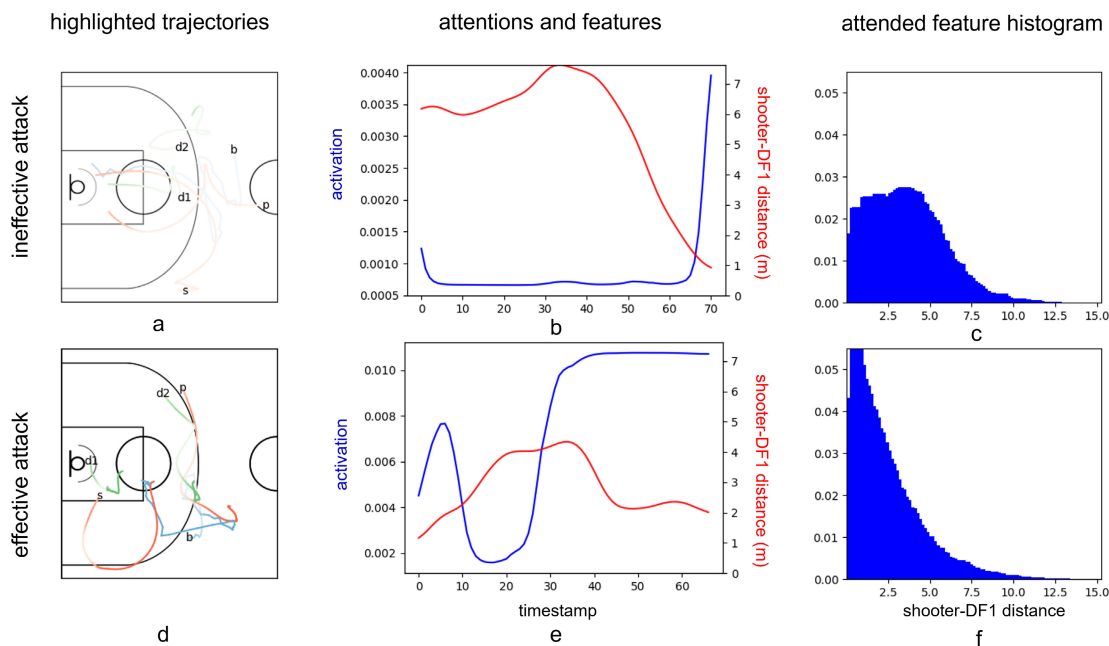 highlighted trajectories
attentions and features
attended feature histogram
ineffective attack
d2
b
d1
p
s
a
activation
0.0040
0.0035
0.0030
0.0025
0.0020
0.0015
0.0010
0.0005
0 10 20 30 40 50 60 70
7
6
5
4
3
2
1
0
shooter-DF1 distance (m)
b
0.05
0.04
0.03
0.02
0.01
0.00
2.5 5.0 7.5 10.0 12.5 15.0
c
effective attack
d2
p
d1
s
b
d
activation
0.010
0.008
0.006
0.004
0.002
0 10 20 30 40 50 60
timestamp
7
6
5
4
3
2
1
0
shooter-DF1 distance (m)
e
0.05
0.04
0.03
0.02
0.01
0.00
2.5 5.0 7.5 10.0 12.5 15.0
shooter-DF1 distance
f